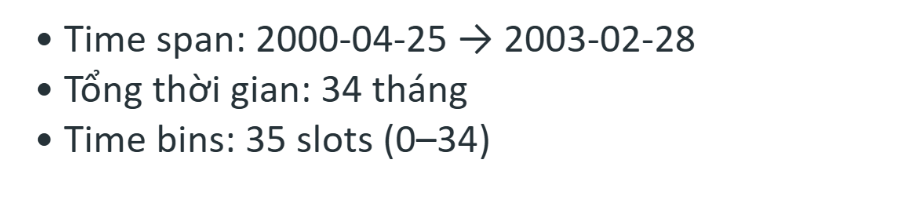 • Time span: 2000-04-25 → 2003-02-28
• Tổng thời gian: 34 tháng
• Time bins: 35 slots (0–34)